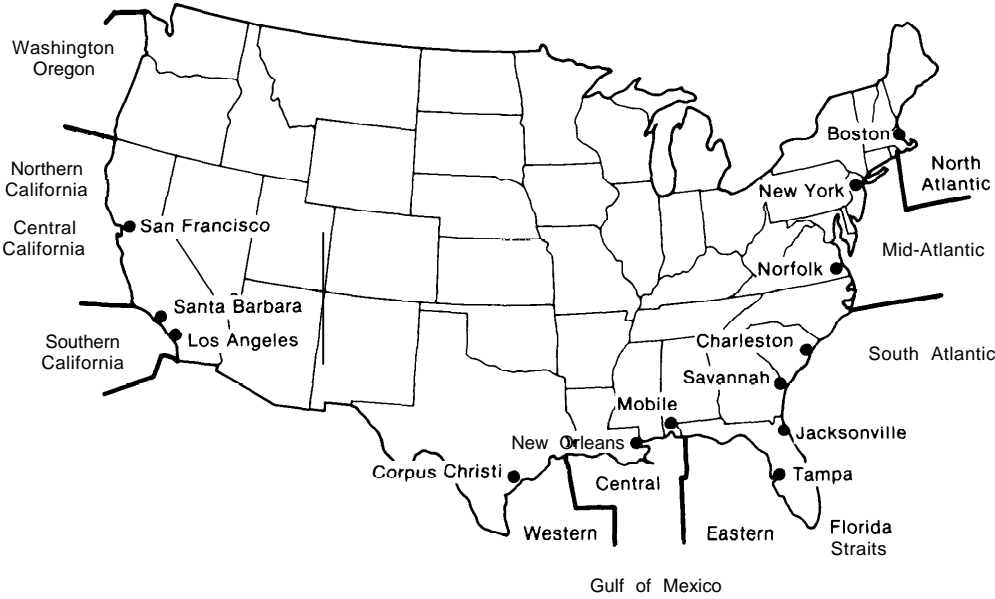 Washington
Oregon
Northern
California
Central
California
Southern
California
San Francisco
Santa Barbara
Los Angeles
Boston
New York
North
Atlantic
Mid-Atlantic
Norfolk
Charleston
South Atlantic
Savannah
Mobile
Jacksonville
New Orleans
Corpus Christi
Tampa
Central
Western
Eastern
Florida
Straits
Gulf of Mexico